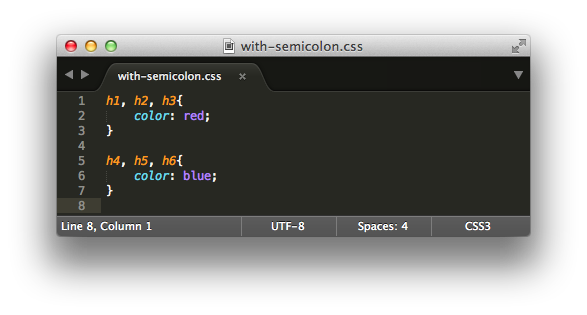 with-semicolon.css
with-semicolon.css ×
1 h1, h2, h3{
2     color: red;
3 }
4
5 h4, h5, h6{
6     color: blue;
7 }
8
Line 8, Column 1 UTF-8 Spaces: 4 CSS3